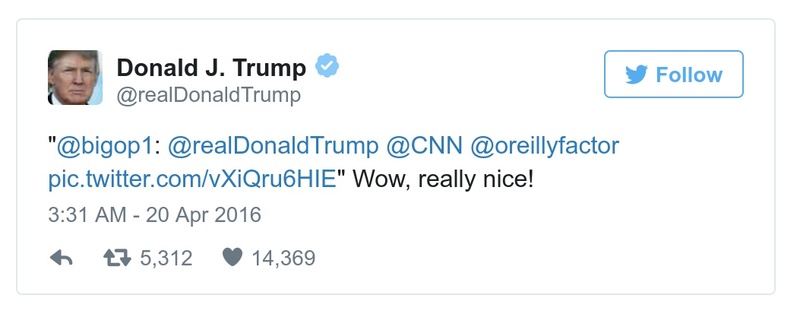 Donald J. Trump
@realDonaldTrump
Follow
"@bigop1: @realDonaldTrump @CNN @oreillyfactor
pic.twitter.com/vXiQru6HIE" Wow, really nice!
3:31 AM - 20 Apr 2016
5,312 14,369